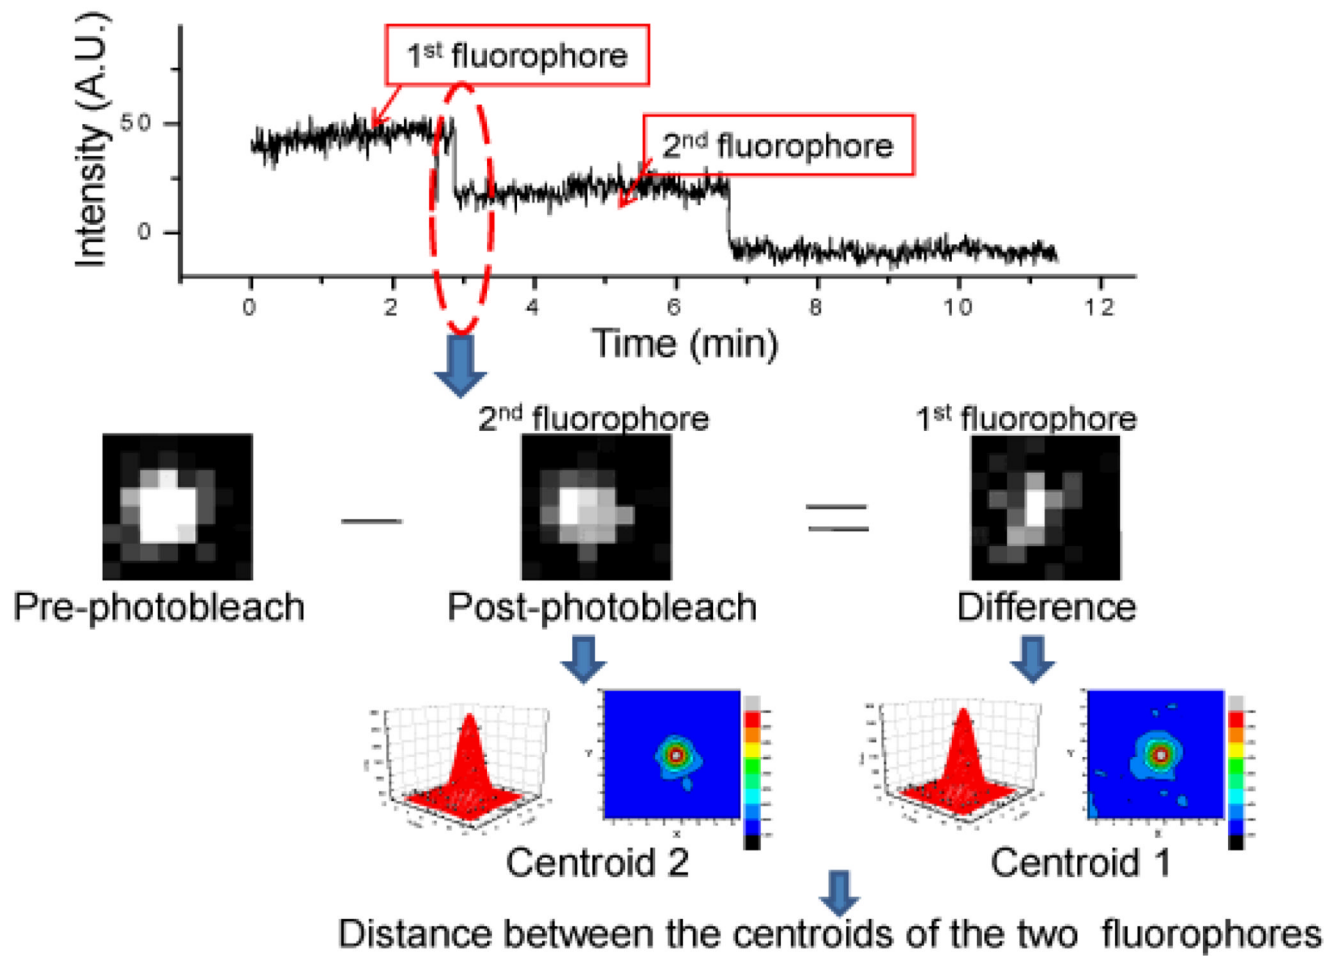 Intensity (A.U.)
1st fluorophore
50
2nd fluorophore
0
0 2 4 6 8 10 12
Time (min)
2nd fluorophore
1st fluorophore
—
=
Pre-photobleach
Post-photobleach
Difference
Y
Y
X
X
Centroid 2
Centroid 1
Distance between the centroids of the two fluorophores